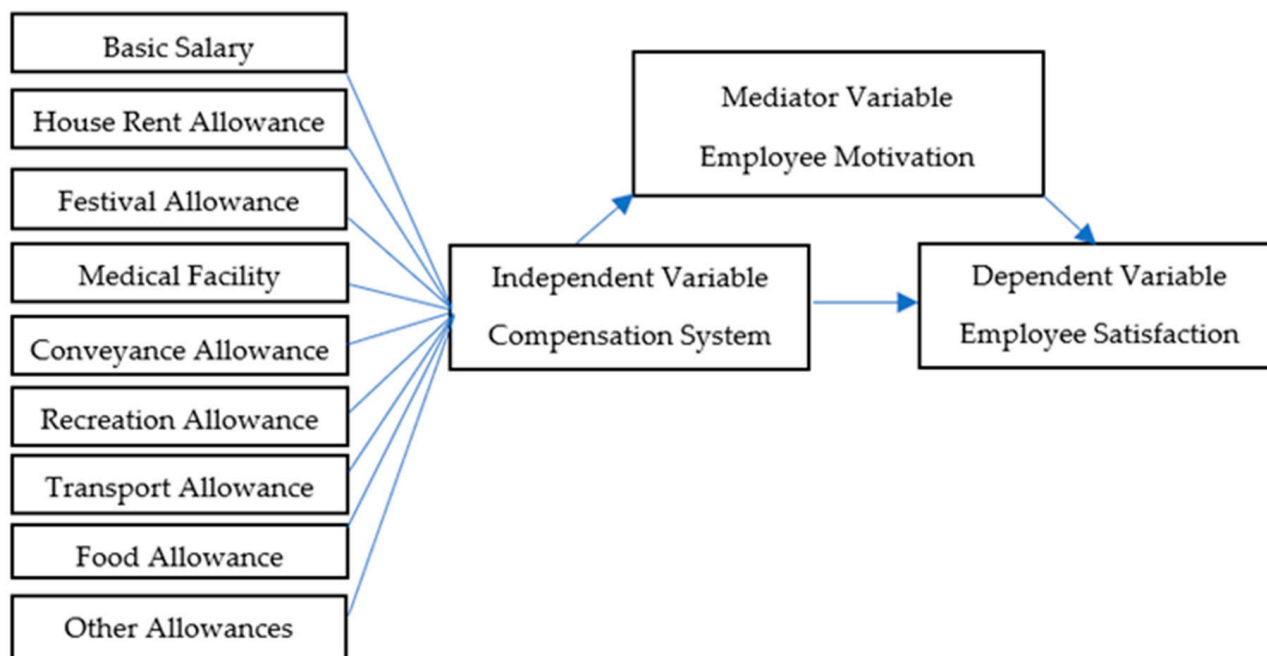 Basic Salary
House Rent Allowance
Festival Allowance
Medical Facility
Conveyance Allowance
Recreation Allowance
Transport Allowance
Food Allowance
Other Allowances
Independent Variable
Compensation System
Mediator Variable
Employee Motivation
Dependent Variable
Employee Satisfaction